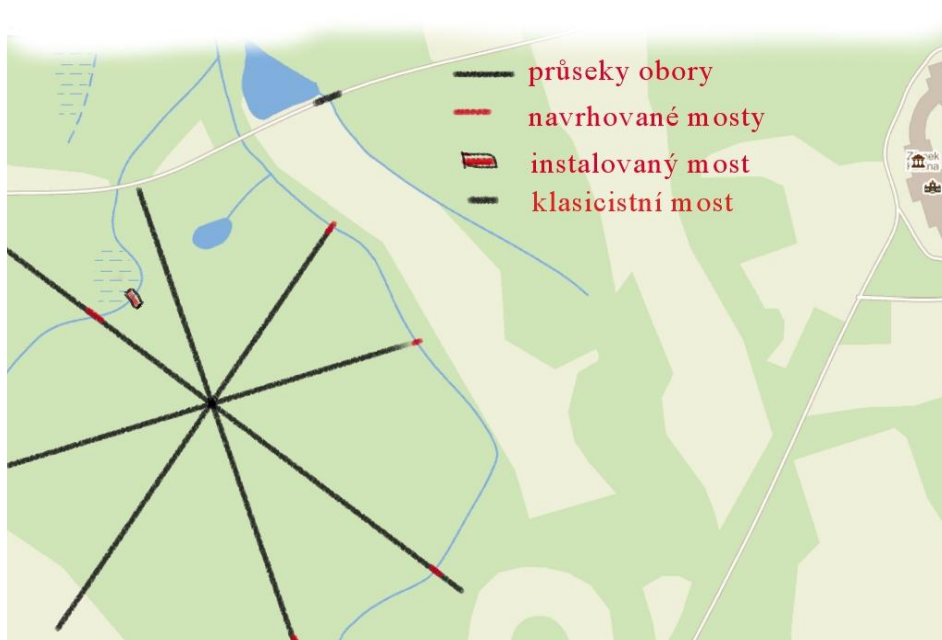 průseky obory
navrhované mosty
instalovaný most
klasicistní most